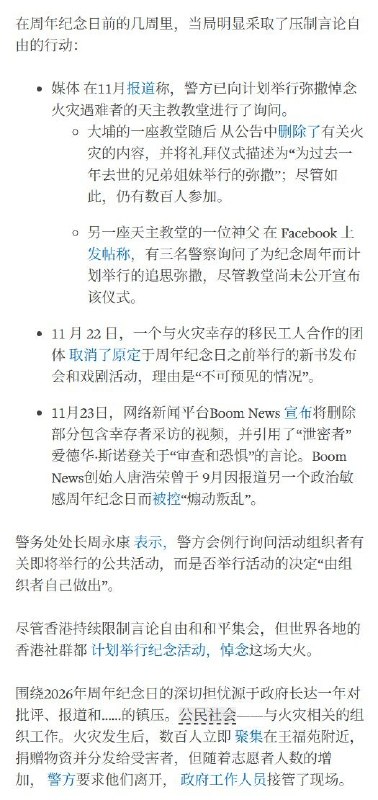 在周年纪念日前的几周里，当局明显采取了压制言论自
由的行动：
• 媒体 在11月报道称，警方已向计划举行弥撒悼念
火灾遇难者的天主教教堂进行了询问。
○ 大埔的一座教堂随后 从公告中删除了有关火
灾的内容，并将礼拜仪式描述为“为过去一
年去世的兄弟姐妹举行的弥撒”；尽管如
此，仍有数百人参加。
○ 另一座天主教堂的一位神父 在 Facebook 上
发帖称，有三名警察询问了为纪念周年而计
划举行的追思弥撒，尽管教堂尚未公开宣布
该仪式。
• 11 月 22 日，一个与火灾幸存的移民工人合作的团
体 取消了原定于周年纪念日之前举行的新书发布
会和戏剧活动，理由是“不可预见的情况”。
• 11月23日，网络新闻平台Boom News 宣布将删除
部分包含幸存者采访的视频，并引用了“泄密者”
爱德华·斯诺登关于“审查和恐惧”的言论。Boom
News创始人唐浩荣曾于 9月因报道另一个政治敏
感周年纪念日而被控“煽动叛乱”。
警务处处长周永康 表示，警方会例行询问活动组织者有
关即将举行的公共活动，而是否举行活动的决定“由组
织者自己做出”。
尽管香港持续限制言论自由和和平集会，但世界各地的
香港社群都 计划举行纪念活动，悼念这场大火。
围绕2026年周年纪念日的深切担忧源于政府长达一年对
批评、报道和......的镇压。公民社会——与火灾相关的组
织工作。火灾发生后，数百人立即 聚集在王福苑附近，
捐赠物资并分发给受害者，但随着志愿者人数的增
加， 警方要求他们离开， 政府工作人员接管了现场。